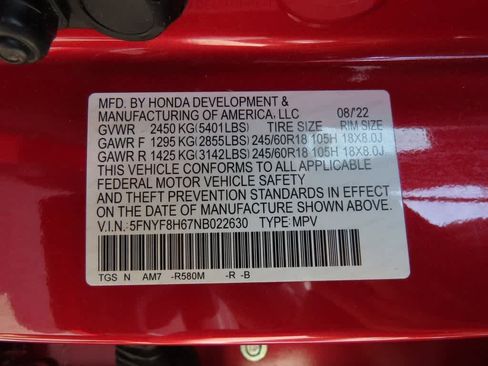 MFD. BY HONDA DEVELOPMENT &
MANUFACTURING OF AMERICA, LLC 08/'22
GVWR 2450 KG(5401LBS) TIRE SIZE RIM SIZE
GAWR F 1295 KG(2855LBS) 245/60R18 105H 18X8.0J
GAWR R 1425 KG(3142LBS) 245/60R18 105H 18X8.0J
THIS VEHICLE CONFORMS TO ALL APPLICABLE
FEDERAL MOTOR VEHICLE SAFETY
AND THEFT PREVENTION STANDARDS IN EFFECT
ON THE DATE OF MANUFACTURE SHOWN ABOVE.
V.I.N.:5FNYF8H67NB022630 TYPE:MPV
TGS N AM7 -R580M -R -B